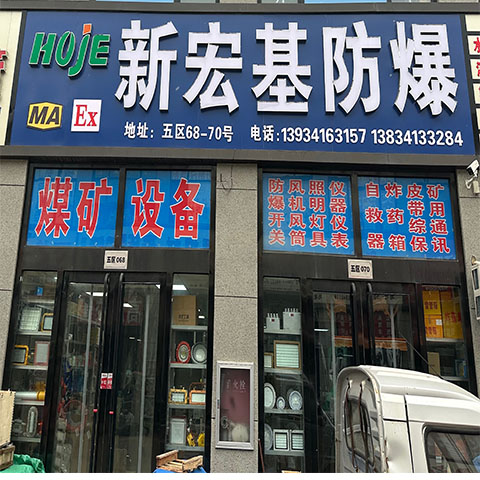 HOJE 新宏基防爆
MA Ex 地址：五区68-70号 电话:13934163157 13834133284
煤矿设备
防风照仪 自炸皮矿
爆机明器 救药带用
开风灯仪 器箱综通
关筒具表 保讯
五区068
五区070